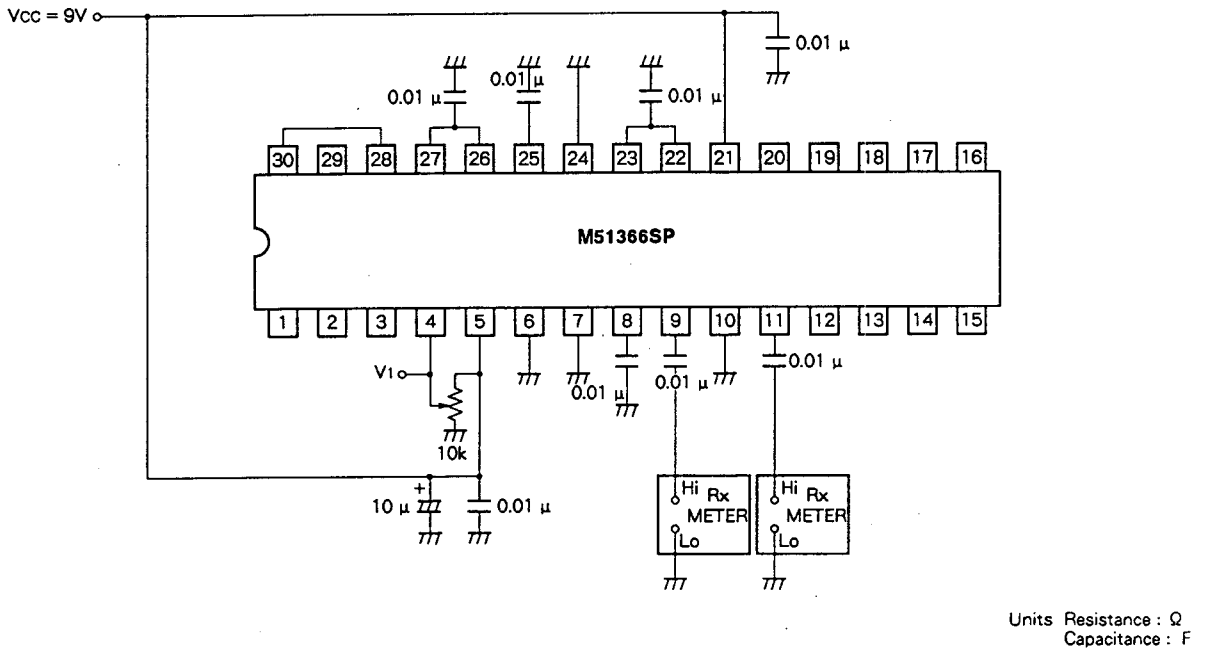 Vcc = 9V
0.01 μ
0.01 μ
0.01 μ
0.01 μ
30 29 28 27 26 25 24 23 22 21 20 19 18 17 16
M51366SP
1 2 3 4 5 6 7 8 9 10 11 12 13 14 15
V1
0.01 μ
0.01 μ
0.01 μ
10k
+
10 μ
0.01 μ
Hi Rx
METER
Lo
Hi Rx
METER
Lo
Units Resistance : Ω
Capacitance : F